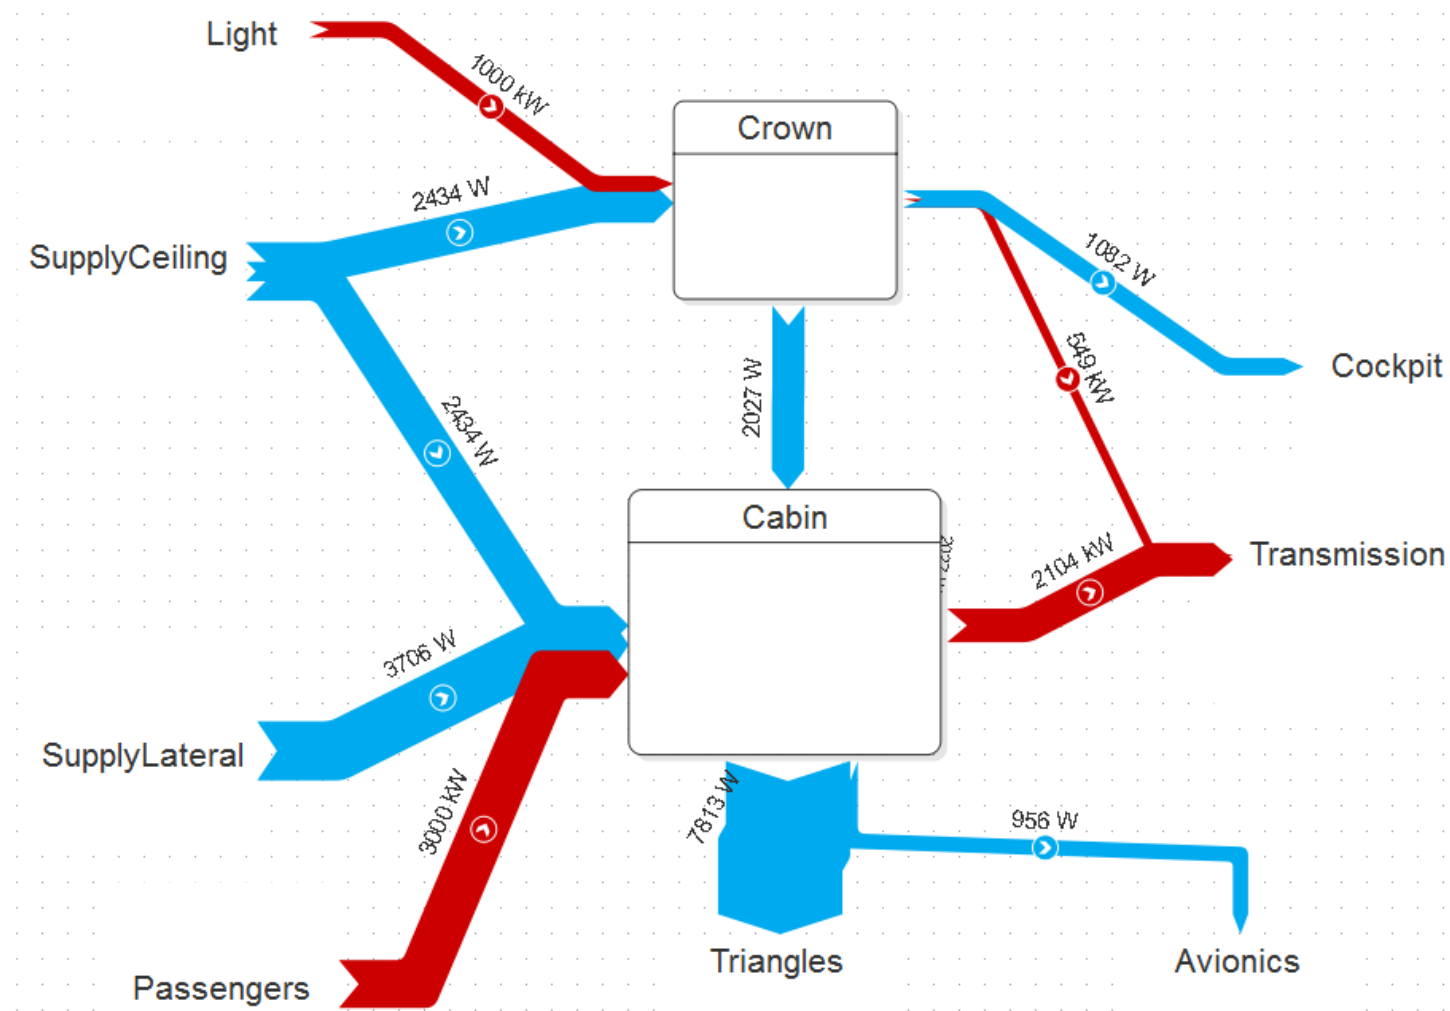 Light
1000 kW
Crown
2434 W
SupplyCeiling
1082 W
549 kW
2027 W
Cockpit
2434 W
Cabin
Transmission
2104 kW
3706 W
SupplyLateral
3000 kW
7813 W
956 W
Triangles
Avionics
Passengers